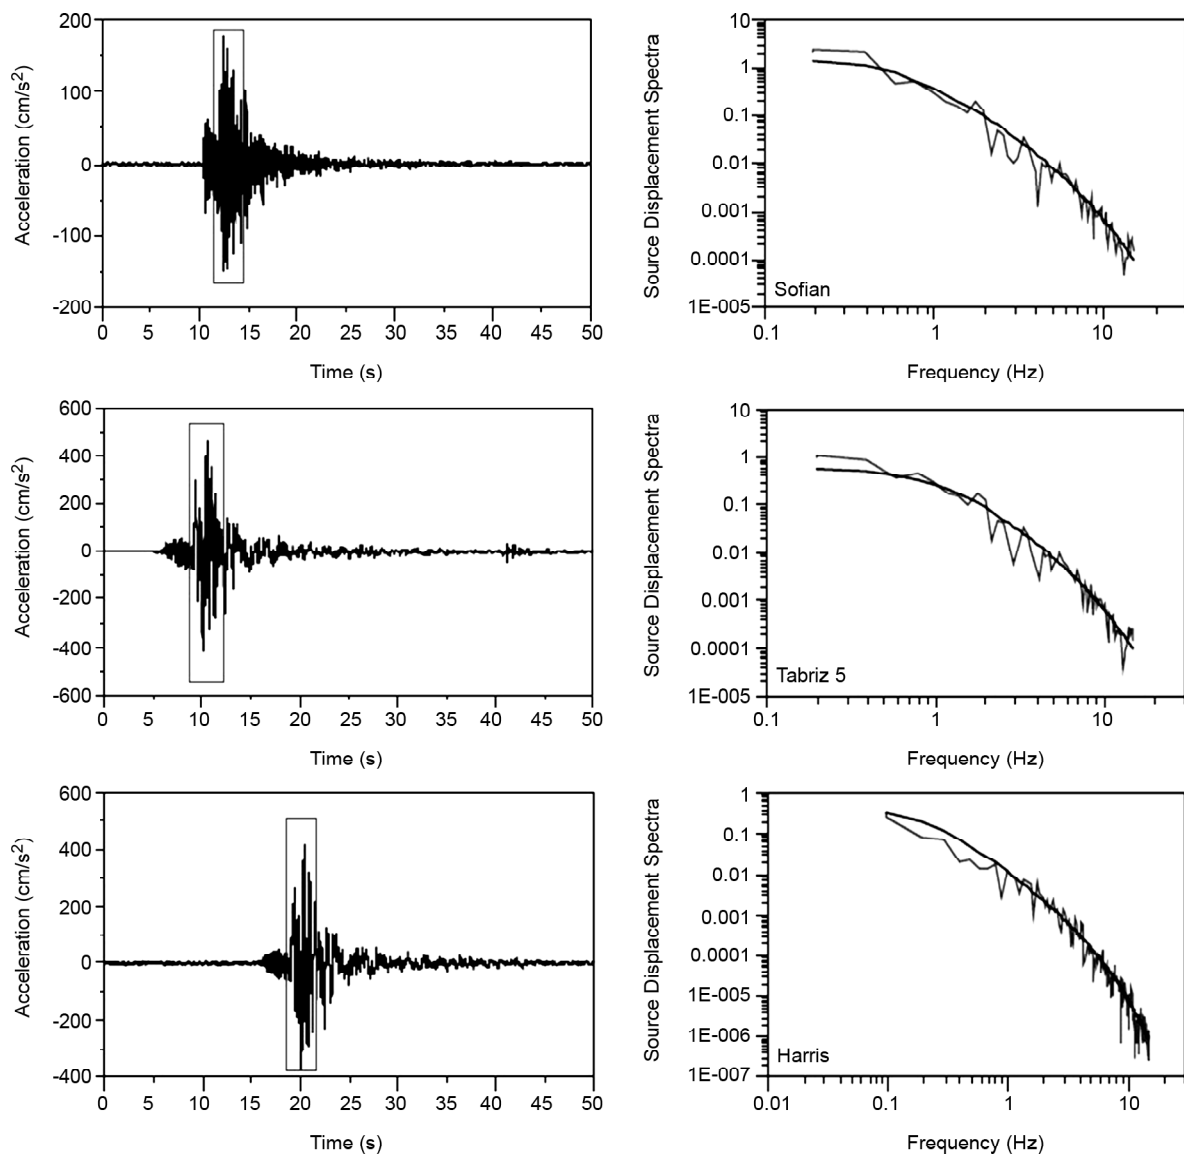 200
100
0
-100
-200
Acceleration (cm/s²)
0 5 10 15 20 25 30 35 40 45 50
Time (s)
10
1
0.1
0.01
0.001
0.0001
1E-005
Source Displacement Spectra
Sofian
0.1 1 10
Frequency (Hz)
600
400
200
0
-200
-400
-600
Acceleration (cm/s²)
0 5 10 15 20 25 30 35 40 45 50
Time (s)
10
1
0.1
0.01
0.001
0.0001
1E-005
Source Displacement Spectra
Tabriz 5
0.1 1 10
Frequency (Hz)
600
400
200
0
-200
-400
Acceleration (cm/s²)
0 5 10 15 20 25 30 35 40 45 50
Time (s)
1
0.1
0.01
0.001
0.0001
1E-005
1E-006
1E-007
Source Displacement Spectra
Harris
0.01 0.1 1 10
Frequency (Hz)